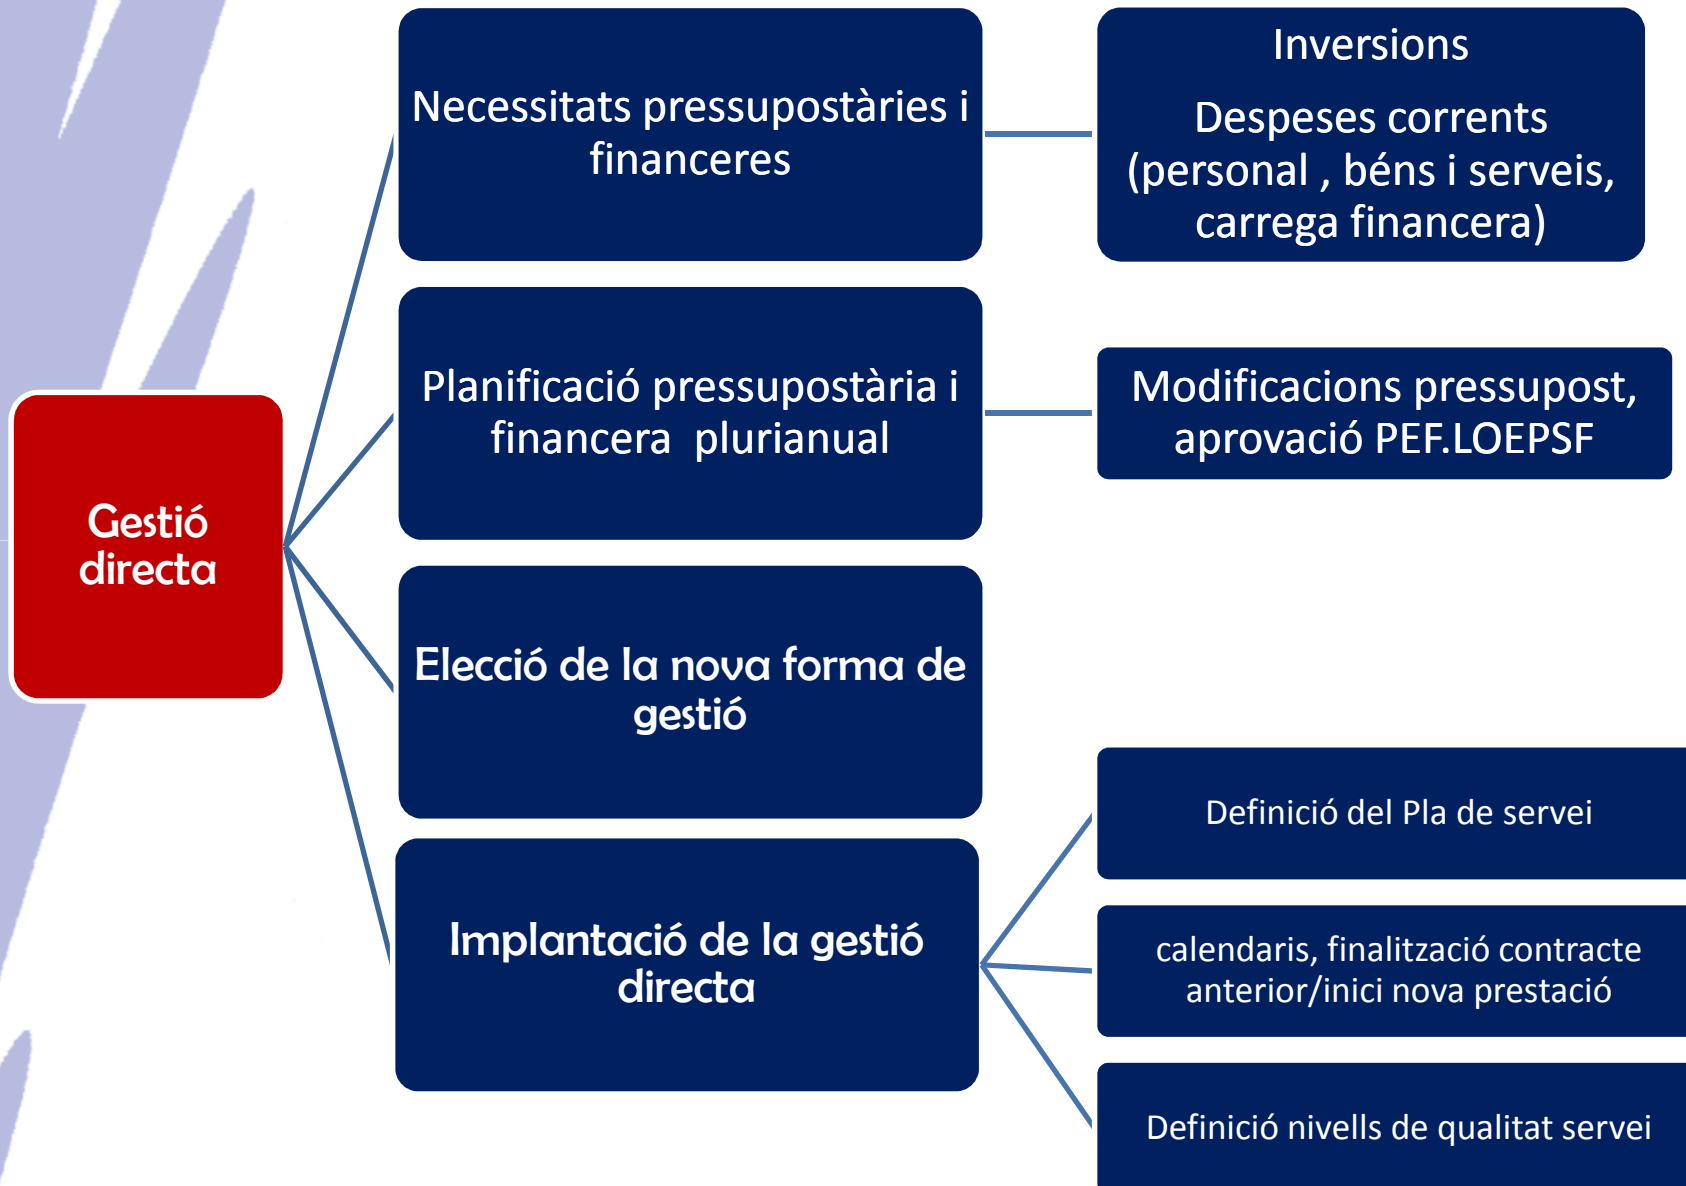 Gestió
directa
Necessitats pressupostàries i
financeres
Inversions
Despeses corrents
(personal , béns i serveis,
carrega financera)
Planificació pressupostària i
financera  plurianual
Modificacions pressupost,
aprovació PEF.LOEPSF
Elecció de la nova forma de
gestió
Implantació de la gestió
directa
Definició del Pla de servei
calendaris, finalització contracte
anterior/inici nova prestació
Definició nivells de qualitat servei